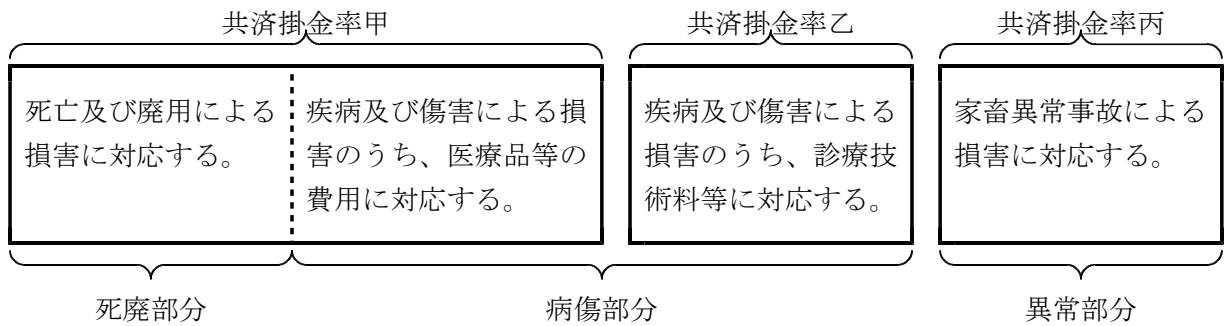 共済掛金率甲
共済掛金率乙
共済掛金率丙
死亡及び廃用による
損害に対応する。
疾病及び傷害による損
害のうち、医療品等の
費用に対応する。
疾病及び傷害による
損害のうち、診療技
術料等に対応する。
家畜異常事故による
損害に対応する。
死廃部分
病傷部分
異常部分